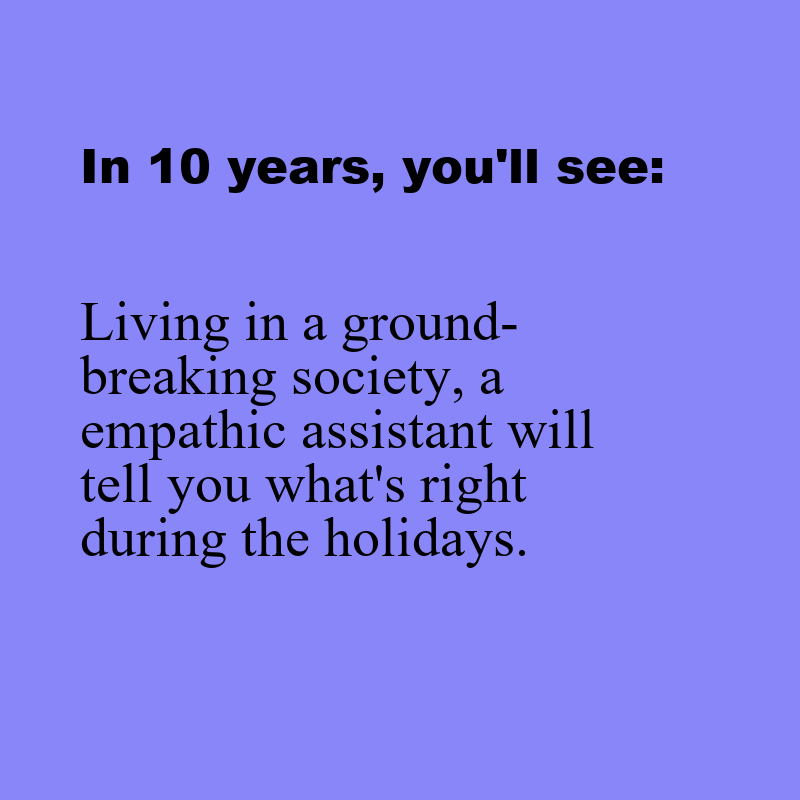 In 10 years, you'll see:
Living in a ground-
breaking society, a
empathic assistant will
tell you what's right
during the holidays.